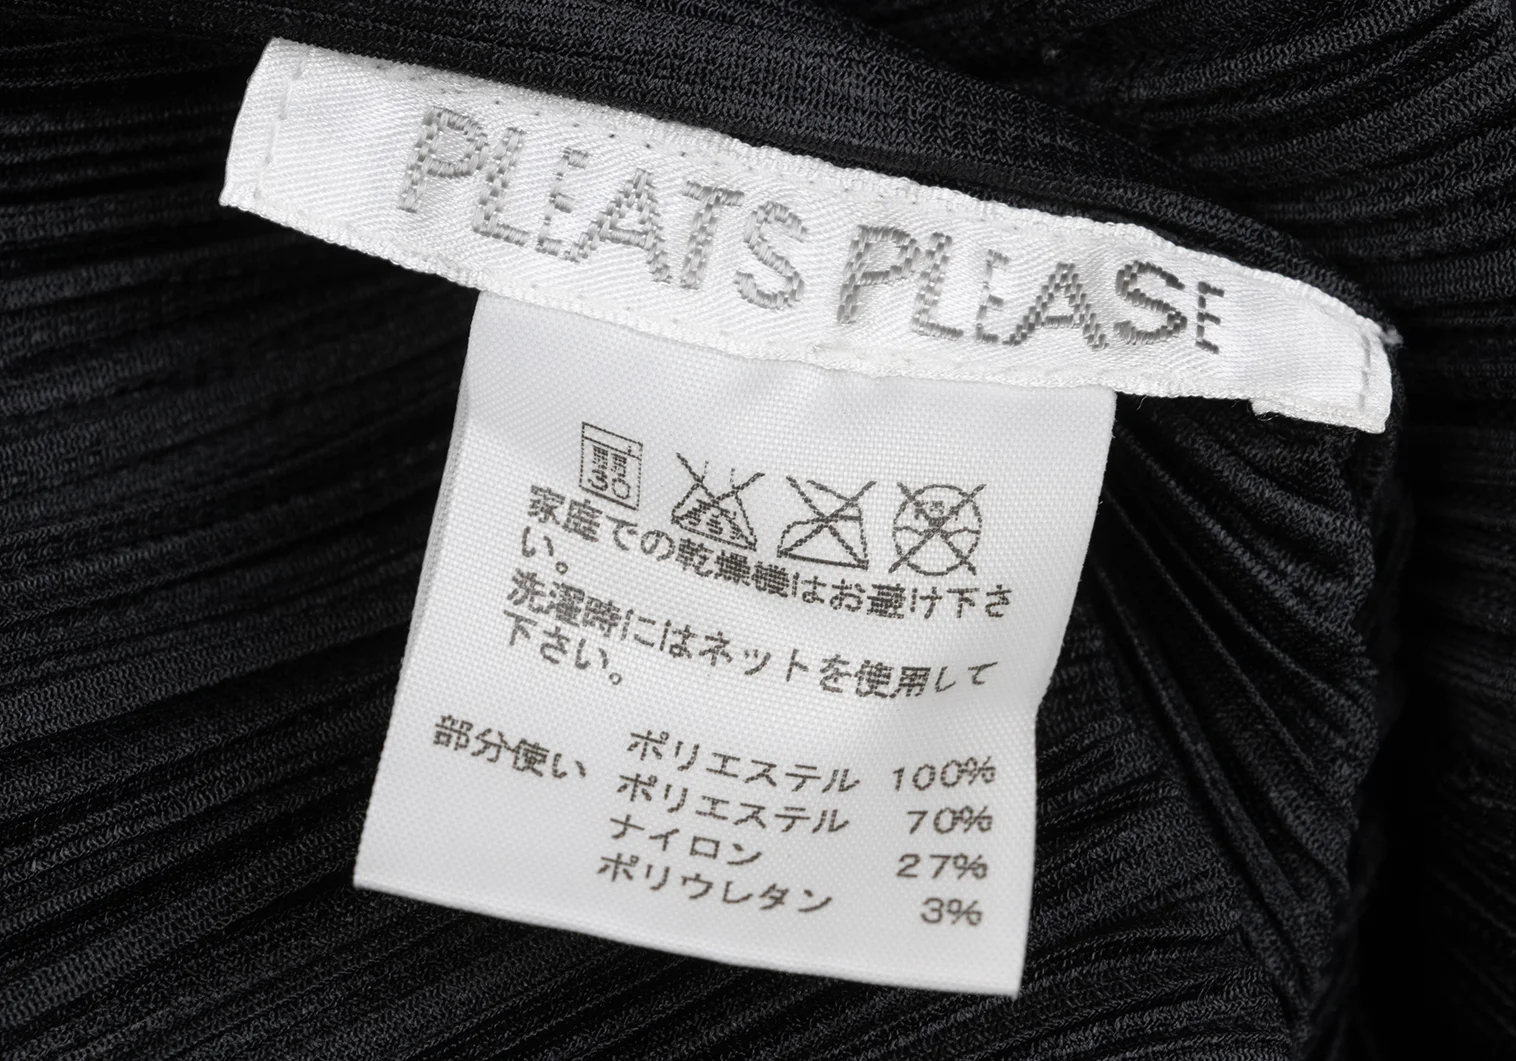 PLEATS PLEASE
30
家庭での乾燥機はお避け下さ
い。
洗濯時にはネットを使用して
下さい。
ポリエステル 100%
部分使い ポリエステル 70%
ナイロン 27%
ポリウレタン 3%